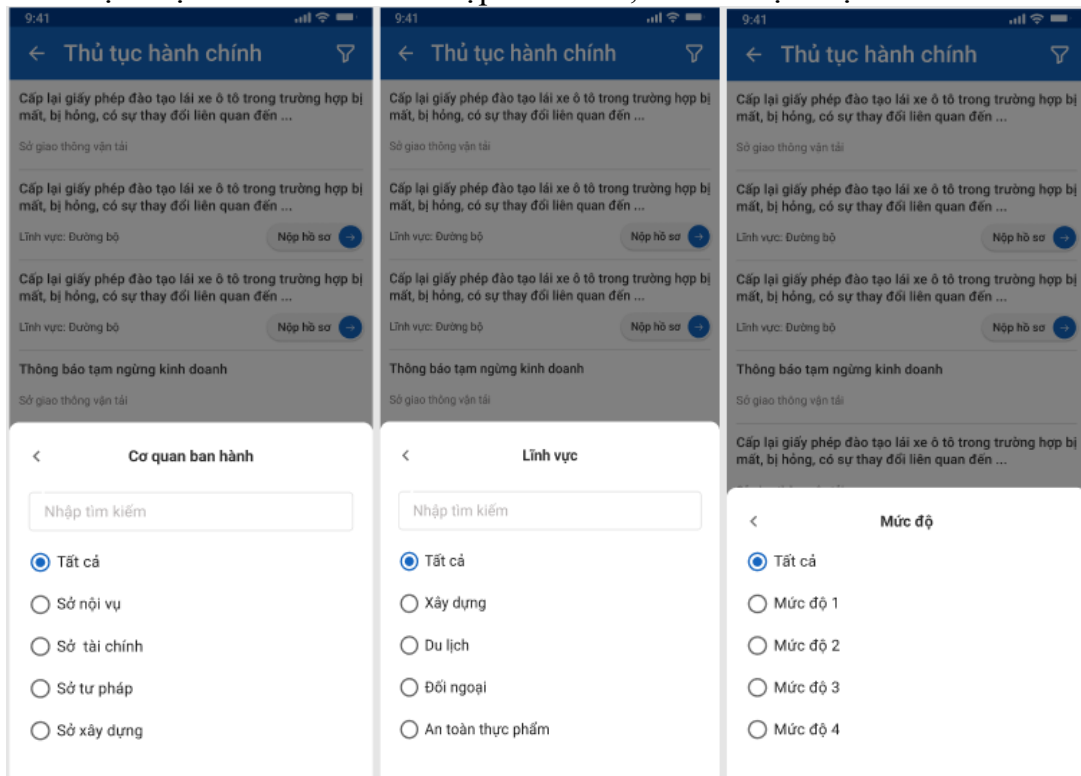 9:41
Thủ tục hành chính
Cấp lại giấy phép đào tạo lái xe ô tô trong trường hợp bị
mất, bị hỏng, có sự thay đổi liên quan đến ...
Sở giao thông vận tải
Cấp lại giấy phép đào tạo lái xe ô tô trong trường hợp bị
mất, bị hỏng, có sự thay đổi liên quan đến ...
Lĩnh vực: Đường bộ
Nộp hồ sơ
Cấp lại giấy phép đào tạo lái xe ô tô trong trường hợp bị
mất, bị hỏng, có sự thay đổi liên quan đến ...
Lĩnh vực: Đường bộ
Nộp hồ sơ
Thông báo tạm ngừng kinh doanh
Sở giao thông vận tải
Cơ quan ban hành
Nhập tìm kiếm
Tất cả
Sở nội vụ
Sở tài chính
Sở tư pháp
Sở xây dựng
9:41
Thủ tục hành chính
Cấp lại giấy phép đào tạo lái xe ô tô trong trường hợp bị
mất, bị hỏng, có sự thay đổi liên quan đến ...
Sở giao thông vận tải
Cấp lại giấy phép đào tạo lái xe ô tô trong trường hợp bị
mất, bị hỏng, có sự thay đổi liên quan đến ...
Lĩnh vực: Đường bộ
Nộp hồ sơ
Cấp lại giấy phép đào tạo lái xe ô tô trong trường hợp bị
mất, bị hỏng, có sự thay đổi liên quan đến ...
Lĩnh vực: Đường bộ
Nộp hồ sơ
Thông báo tạm ngừng kinh doanh
Sở giao thông vận tải
Lĩnh vực
Nhập tìm kiếm
Tất cả
Xây dựng
Du lịch
Đối ngoại
An toàn thực phẩm
9:41
Thủ tục hành chính
Cấp lại giấy phép đào tạo lái xe ô tô trong trường hợp bị
mất, bị hỏng, có sự thay đổi liên quan đến ...
Sở giao thông vận tải
Cấp lại giấy phép đào tạo lái xe ô tô trong trường hợp bị
mất, bị hỏng, có sự thay đổi liên quan đến ...
Lĩnh vực: Đường bộ
Nộp hồ sơ
Cấp lại giấy phép đào tạo lái xe ô tô trong trường hợp bị
mất, bị hỏng, có sự thay đổi liên quan đến ...
Lĩnh vực: Đường bộ
Nộp hồ sơ
Thông báo tạm ngừng kinh doanh
Sở giao thông vận tải
Cấp lại giấy phép đào tạo lái xe ô tô trong trường hợp bị
mất, bị hỏng, có sự thay đổi liên quan đến ...
Mức độ
Tất cả
Mức độ 1
Mức độ 2
Mức độ 3
Mức độ 4